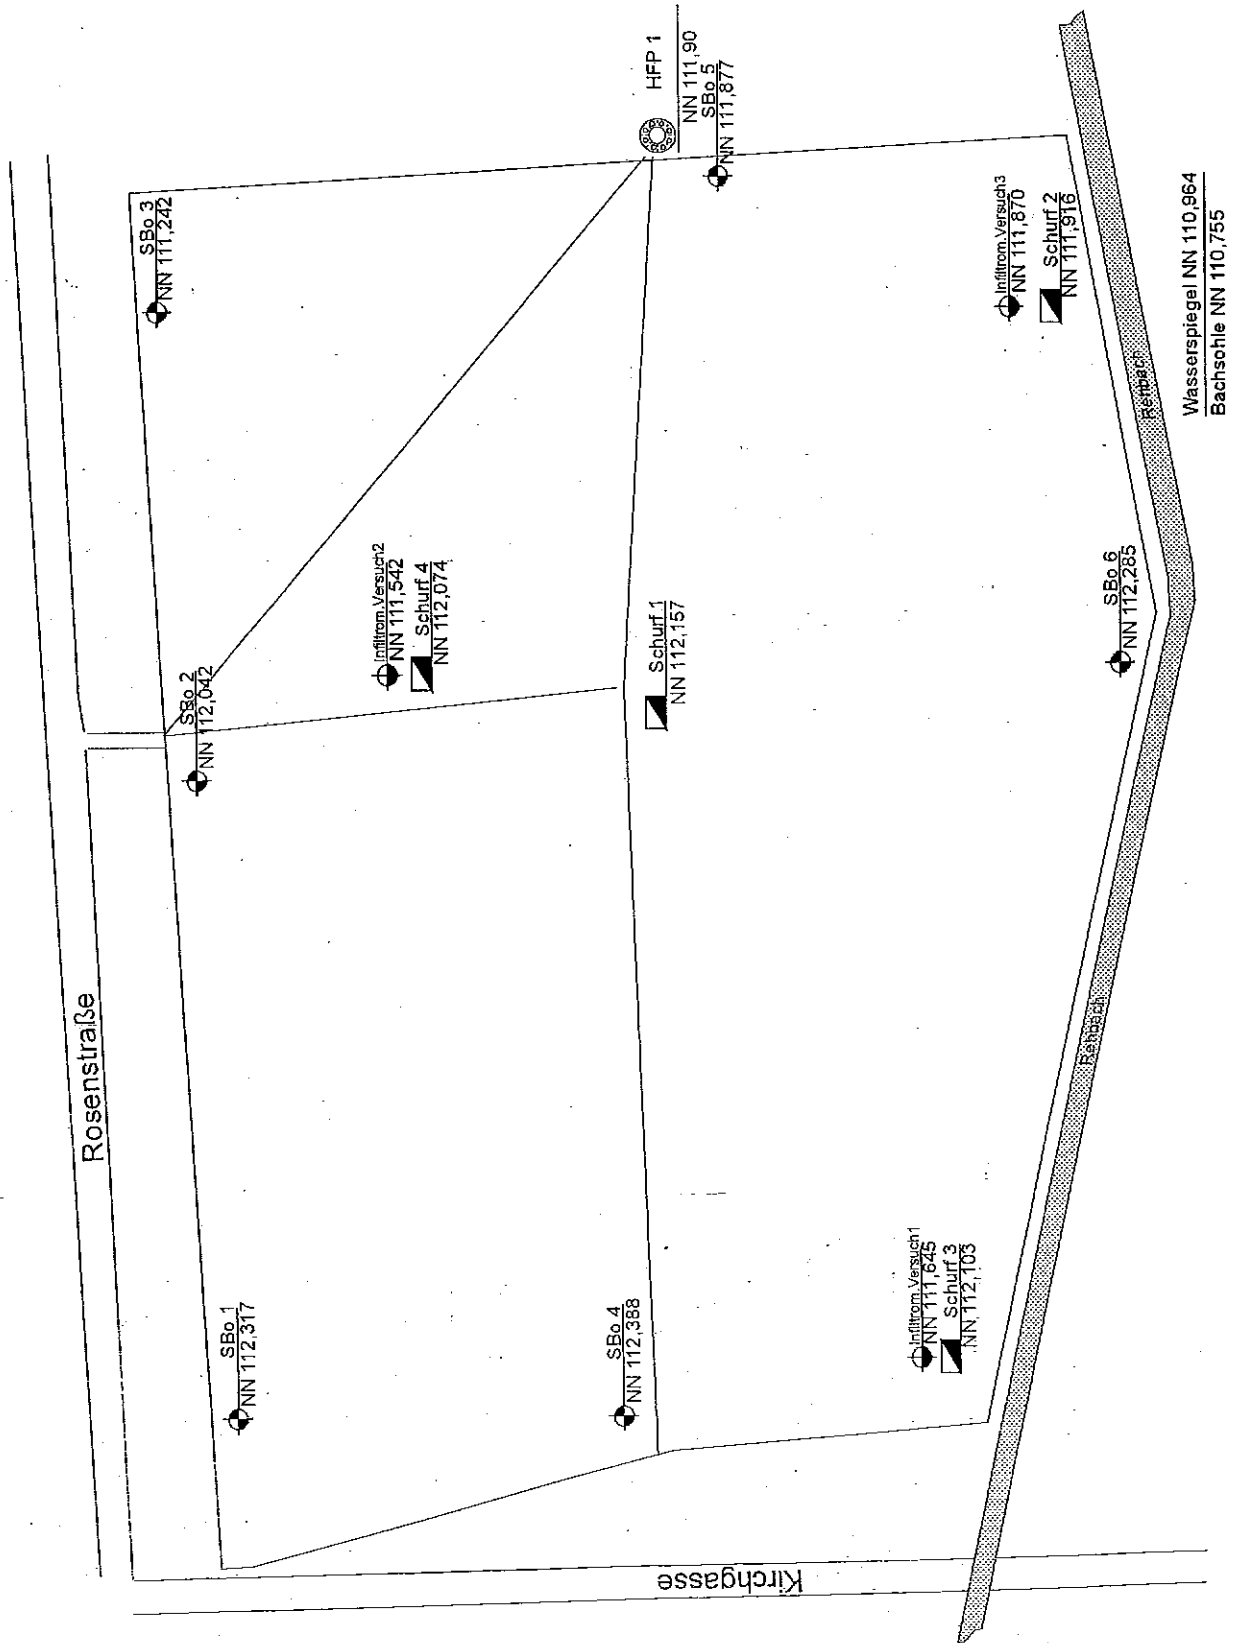 Rosenstraße
Kirchgasse
SBo 1
NN 112,317
SBo 2
NN 112,042
SBo 3
NN 111,242
Infiltrom.Versuch2
NN 111,542
Schurf 4
NN 112,074
HFP 1
NN 111,90
SBo 5
NN 111,877
SBo 4
NN 112,388
Schurf 1
NN 112,157
Infiltrom.Versuch1
NN 111,645
Schurf 3
NN 112,103
Infiltrom.Versuch3
NN 111,870
Schurf 2
NN 111,916
SBo 6
NN 112,285
Rehbach
Rehbach
Wasserspiegel NN 110,964
Bachsohle NN 110,755